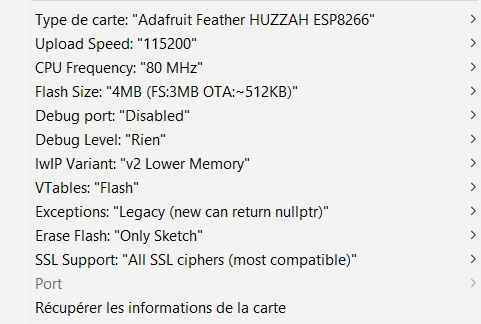 Type de carte: "Adafruit Feather HUZZAH ESP8266"
Upload Speed: "115200"
CPU Frequency: "80 MHz"
Flash Size: "4MB (FS:3MB OTA:~512KB)"
Debug port: "Disabled"
Debug Level: "Rien"
lwIP Variant: "v2 Lower Memory"
VTables: "Flash"
Exceptions: "Legacy (new can return nullptr)"
Erase Flash: "Only Sketch"
SSL Support: "All SSL ciphers (most compatible)"
Port
Récupérer les informations de la carte